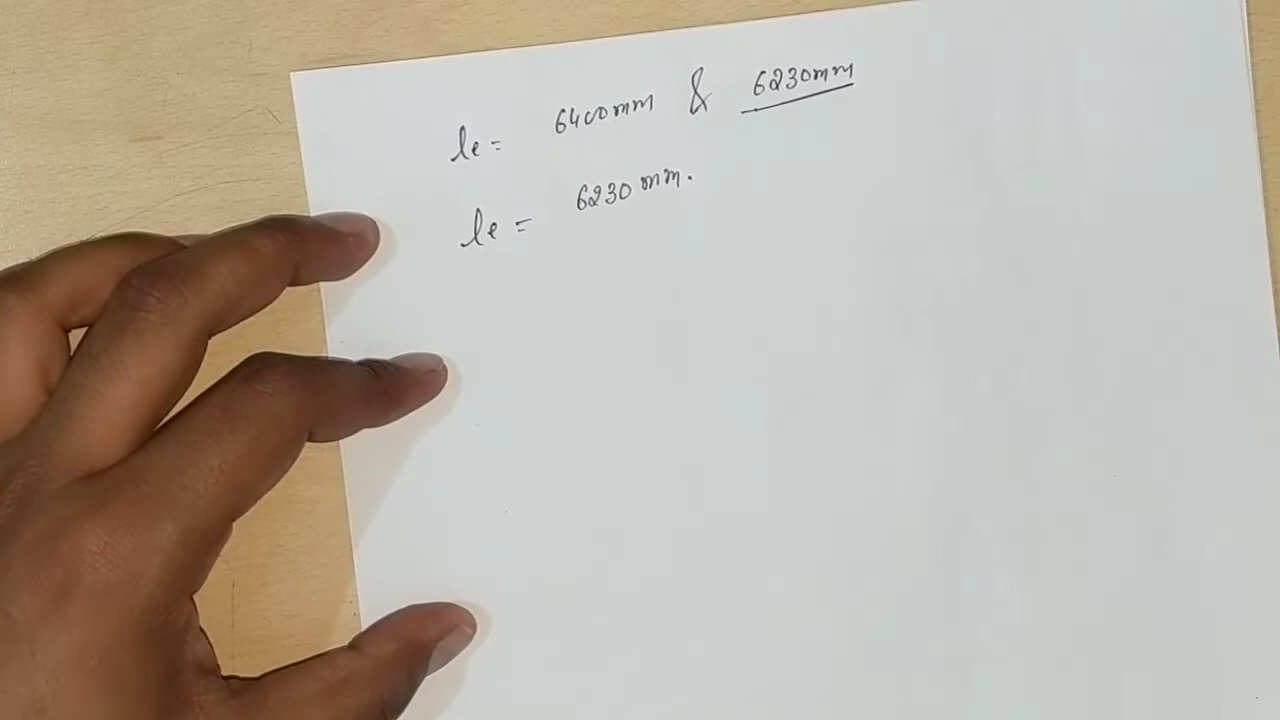 le = 6400mm & 6230mm
le = 6230 mm.